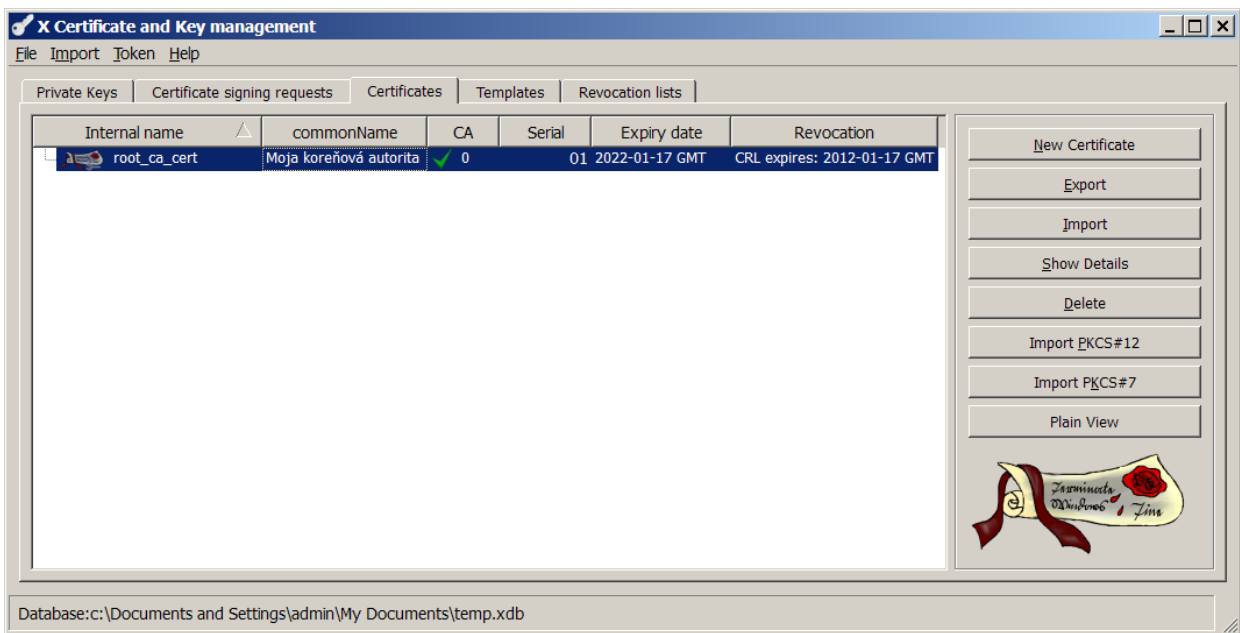 X Certificate and Key management
File Import Token Help
Private Keys Certificate signing requests Certificates Templates Revocation lists
Internal name commonName CA Serial Expiry date Revocation
root_ca_cert Moja koreňová autorita 0 01 2022-01-17 GMT CRL expires: 2012-01-17 GMT
New Certificate
Export
Import
Show Details
Delete
Import PKCS#12
Import PKCS#7
Plain View
Database:c:\Documents and Settings\admin\My Documents\temp.xdb